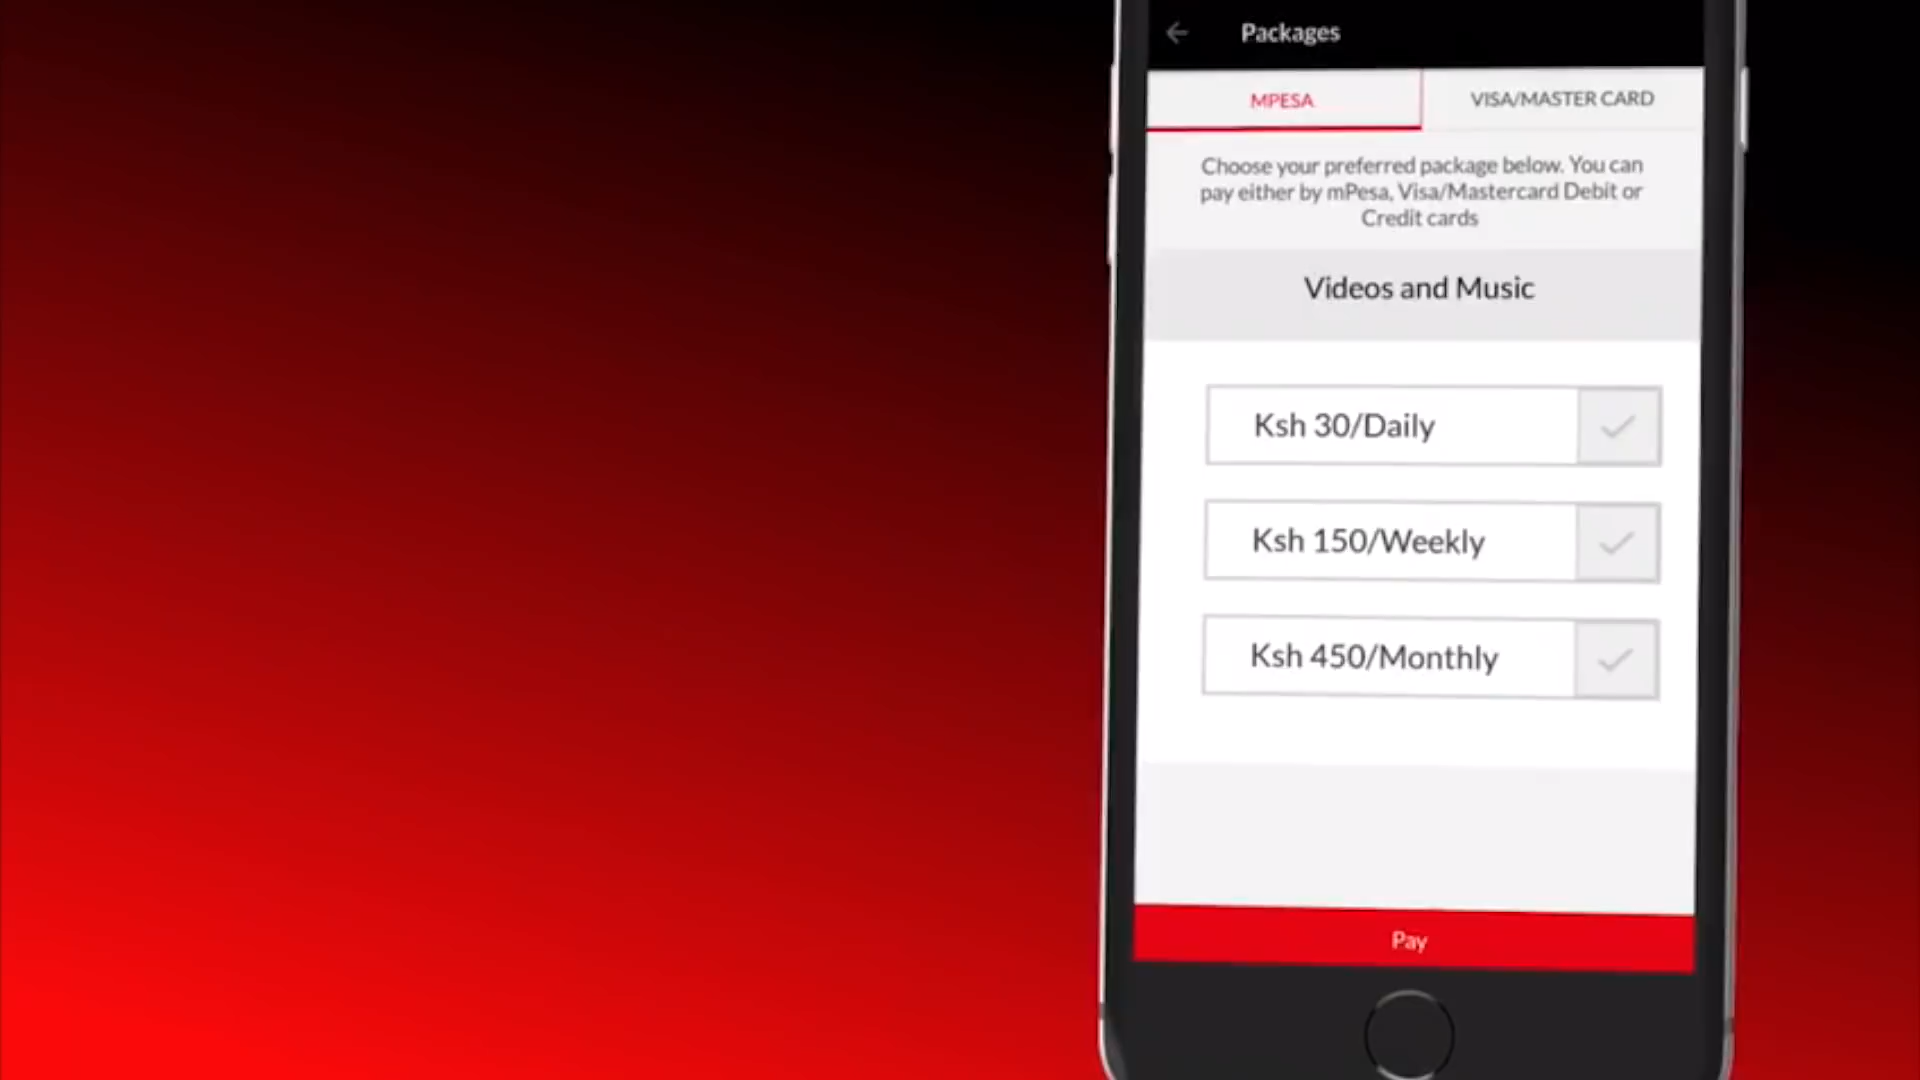 Packages
MPESA
VISA/MASTER CARD
Choose your preferred package below. You can
pay either by mPesa, Visa/Mastercard Debit or
Credit cards
Videos and Music
Ksh 30/Daily
Ksh 150/Weekly
Ksh 450/Monthly
Pay